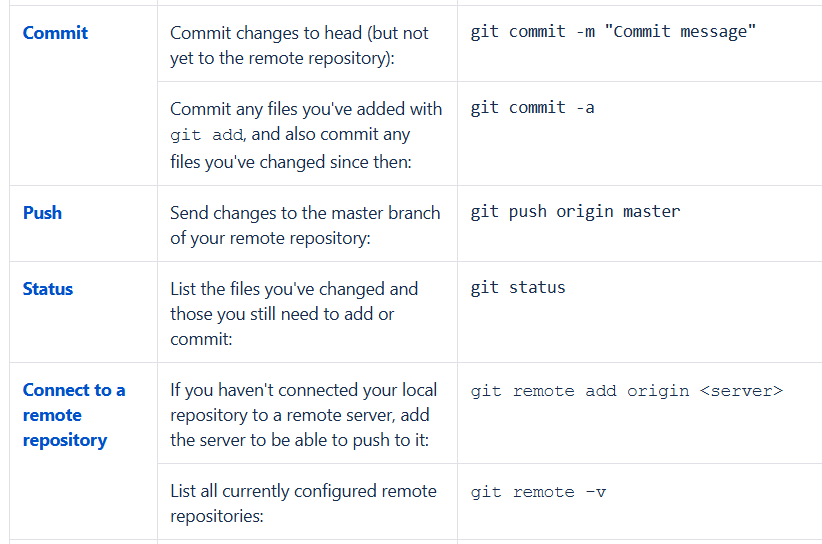 Commit
Commit changes to head (but not
yet to the remote repository):
git commit -m "Commit message"
Commit any files you've added with
git add, and also commit any
files you've changed since then:
git commit -a
Push
Send changes to the master branch
of your remote repository:
git push origin master
Status
List the files you've changed and
those you still need to add or
commit:
git status
Connect to a
remote
repository
If you haven't connected your local
repository to a remote server, add
the server to be able to push to it:
git remote add origin <server>
List all currently configured remote
repositories:
git remote -v